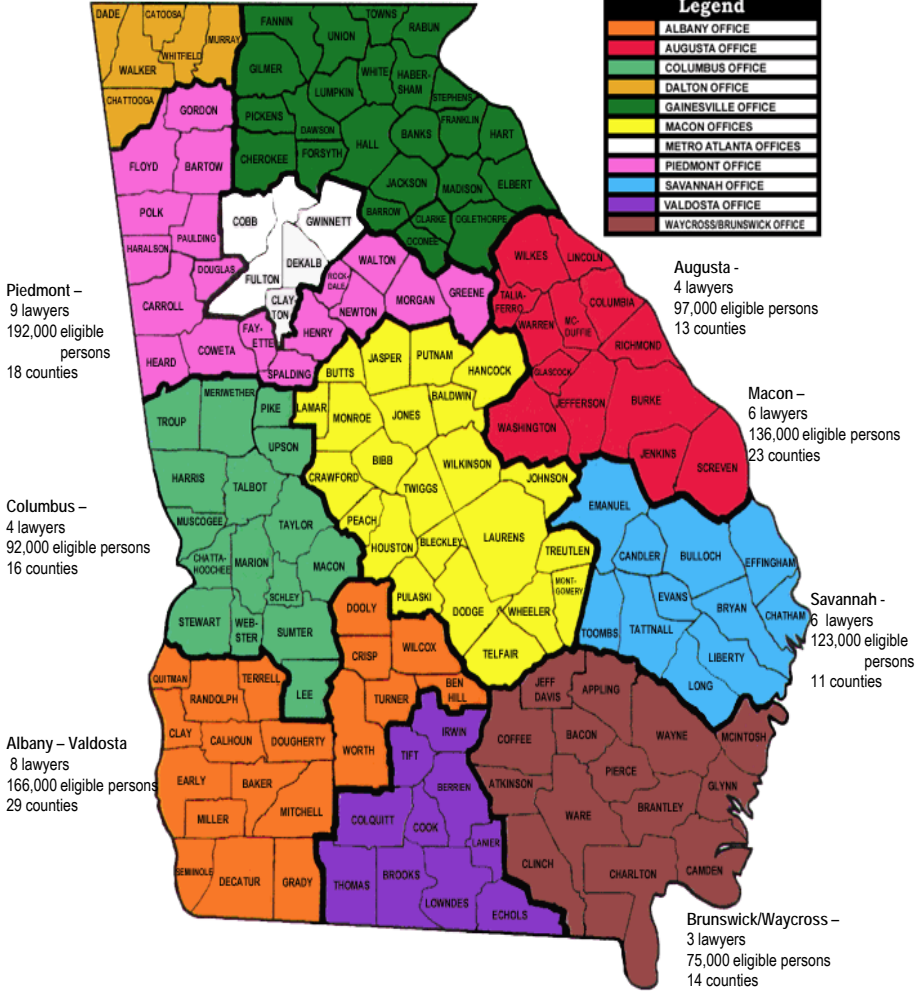 Legend
ALBANY OFFICE
AUGUSTA OFFICE
COLUMBUS OFFICE
DALTON OFFICE
GAINESVILLE OFFICE
MACON OFFICES
METRO ATLANTA OFFICES
PIEDMONT OFFICE
SAVANNAH OFFICE
VALDOSTA OFFICE
WAYCROSS/BRUNSWICK OFFICE
DADE
CATOOSA
WHITFIELD
MURRAY
WALKER
CHATTOOGA
FANNIN
UNION
TOWNS
RABUN
GILMER
LUMPKIN
WHITE
HABER-
SHAM
STEPHENS
PICKENS
DAWSON
HALL
BANKS
FRANKLIN
HART
CHEROKEE
FORSYTH
JACKSON
MADISON
ELBERT
BARROW
CLARKE
OGLETHORPE
OCONEE
GORDON
FLOYD
BARTOW
POLK
PAULDING
HARALSON
DOUGLAS
CARROLL
HEARD
COWETA
FAY-
ETTE
SPALDING
HENRY
ROCK-
DALE
NEWTON
WALTON
MORGAN
GREENE
COBB
GWINNETT
DEKALB
FULTON
CLAY
TON
WILKES
LINCOLN
TALIA-
FERRO
COLUMBIA
WARREN
MC-
DUFFIE
RICHMOND
GLASCOCK
JEFFERSON
BURKE
WASHINGTON
JENKINS
SCREVEN
JASPER
PUTNAM
HANCOCK
BUTTS
LAMAR
MONROE
JONES
BALDWIN
BIBB
WILKINSON
CRAWFORD
TWIGGS
JOHNSON
PEACH
HOUSTON
BLECKLEY
LAURENS
TREUTLEN
PULASKI
DODGE
WHEELER
MONT-
GOMERY
TELFAIR
TROUP
MERIWETHER
PIKE
UPSON
HARRIS
TALBOT
MUSCOGEE
TAYLOR
CHATTA-
HOOCHEE
MARION
MACON
SCHLEY
STEWART
WEB-
STER
SUMTER
LEE
EMANUEL
CANDLER
BULLOCH
EFFINGHAM
EVANS
BRYAN
CHATHAM
TOOMBS
TATTNALL
LIBERTY
LONG
DOOLY
CRISP
WILCOX
TURNER
BEN
HILL
WORTH
QUITMAN
RANDOLPH
TERRELL
CLAY
CALHOUN
DOUGHERTY
EARLY
BAKER
MILLER
MITCHELL
SEMINOLE
DECATUR
GRADY
IRWIN
TIFT
BERRIEN
COLQUITT
COOK
LANIER
THOMAS
BROOKS
LOWNDES
ECHOLS
JEFF
DAVIS
APPLING
COFFEE
BACON
WAYNE
MCINTOSH
PIERCE
ATKINSON
GLYNN
WARE
BRANTLEY
CLINCH
CHARLTON
CAMDEN
Piedmont –
9 lawyers
192,000 eligible
persons
18 counties
Columbus –
4 lawyers
92,000 eligible persons
16 counties
Albany – Valdosta
8 lawyers
166,000 eligible persons
29 counties
Augusta -
4 lawyers
97,000 eligible persons
13 counties
Macon –
6 lawyers
136,000 eligible persons
23 counties
Savannah -
6 lawyers
123,000 eligible
persons
11 counties
Brunswick/Waycross –
3 lawyers
75,000 eligible persons
14 counties